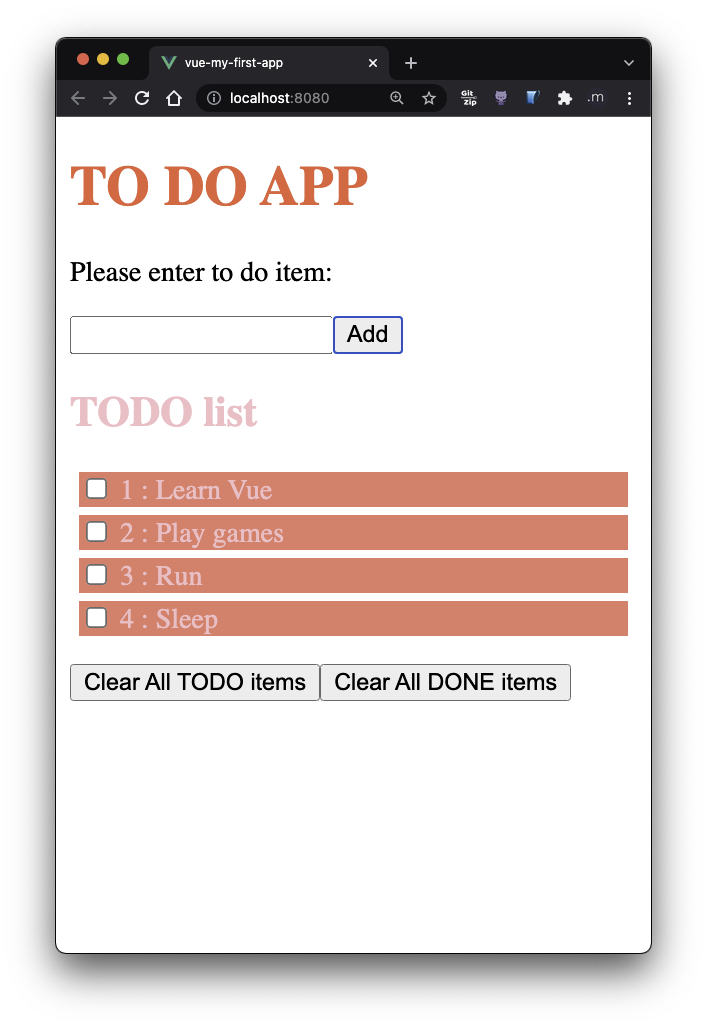 vue-my-first-app
localhost:8080
Git Zip
.m
TO DO APP
Please enter to do item:
Add
TODO list
1 : Learn Vue
2 : Play games
3 : Run
4 : Sleep
Clear All TODO items Clear All DONE items